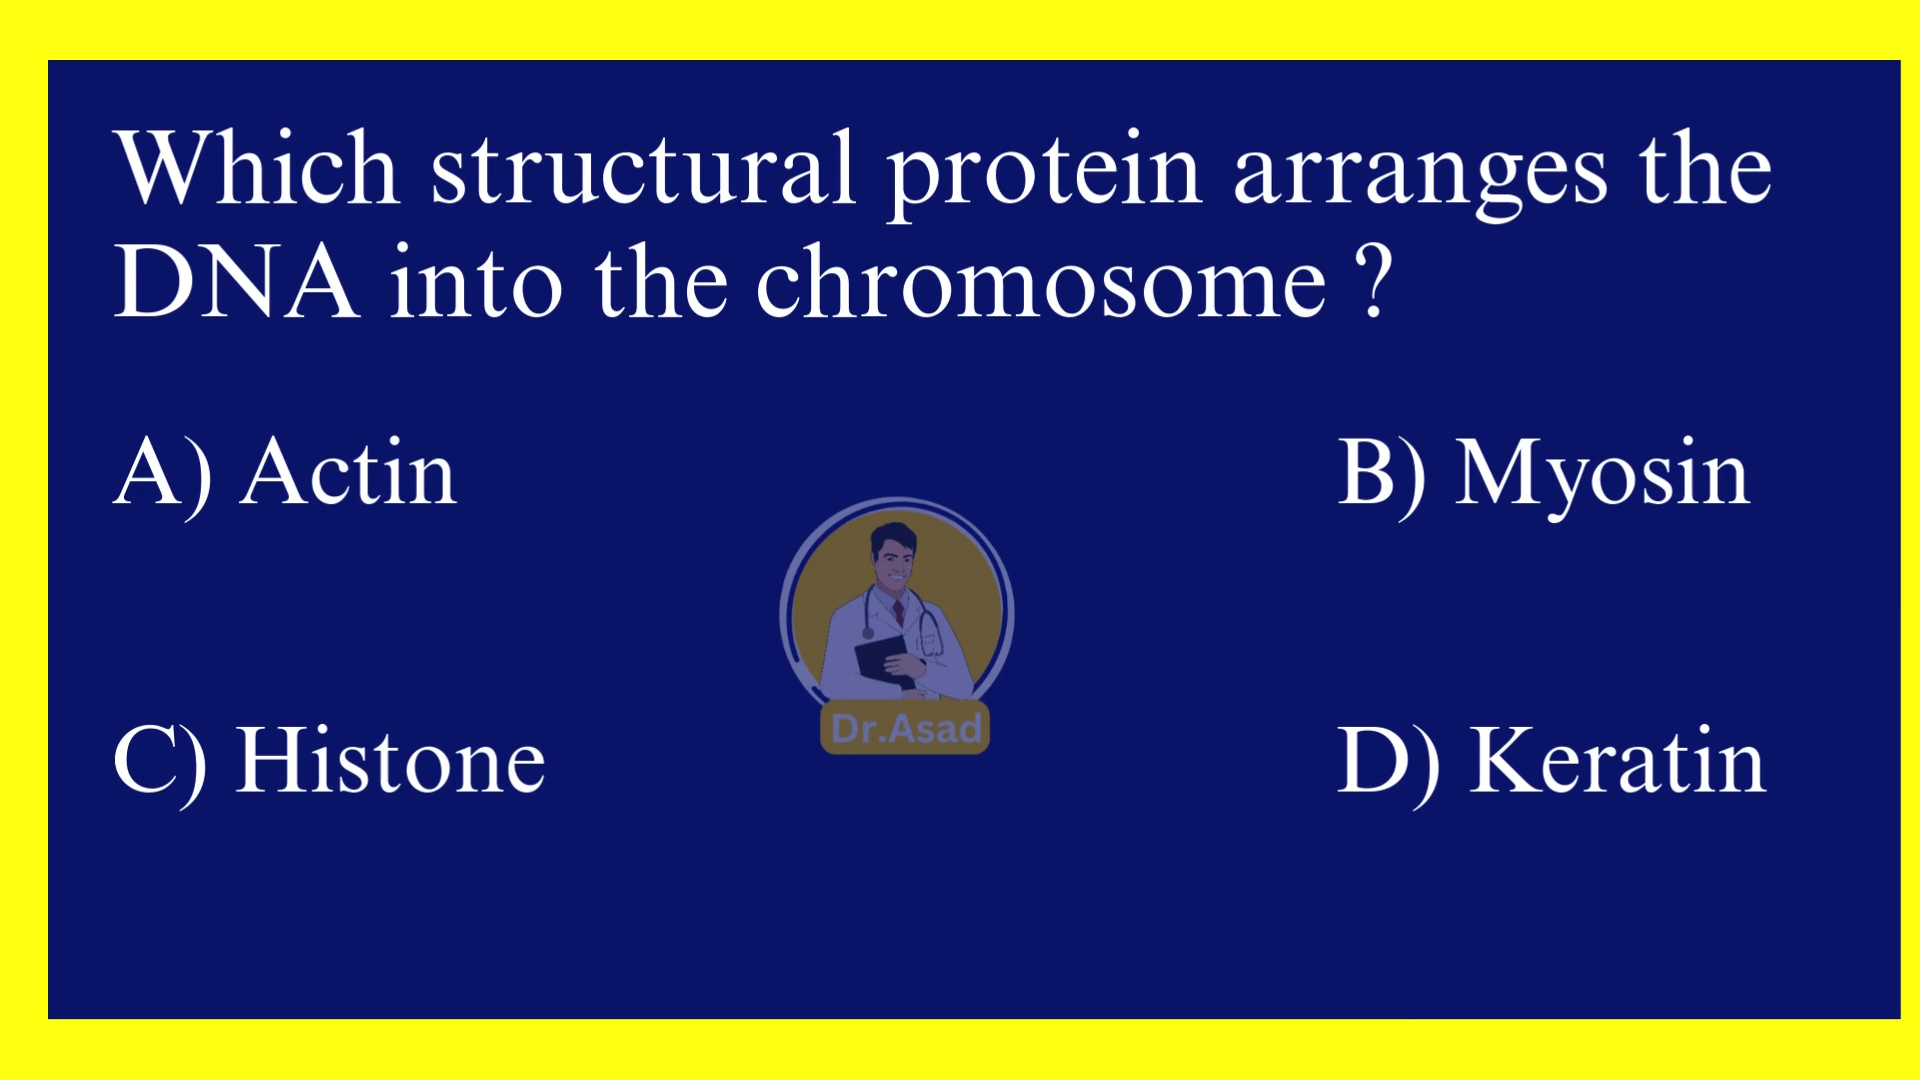 Which structural protein arranges the
DNA into the chromosome ?
A) Actin
B) Myosin
C) Histone
D) Keratin
Dr.Asad